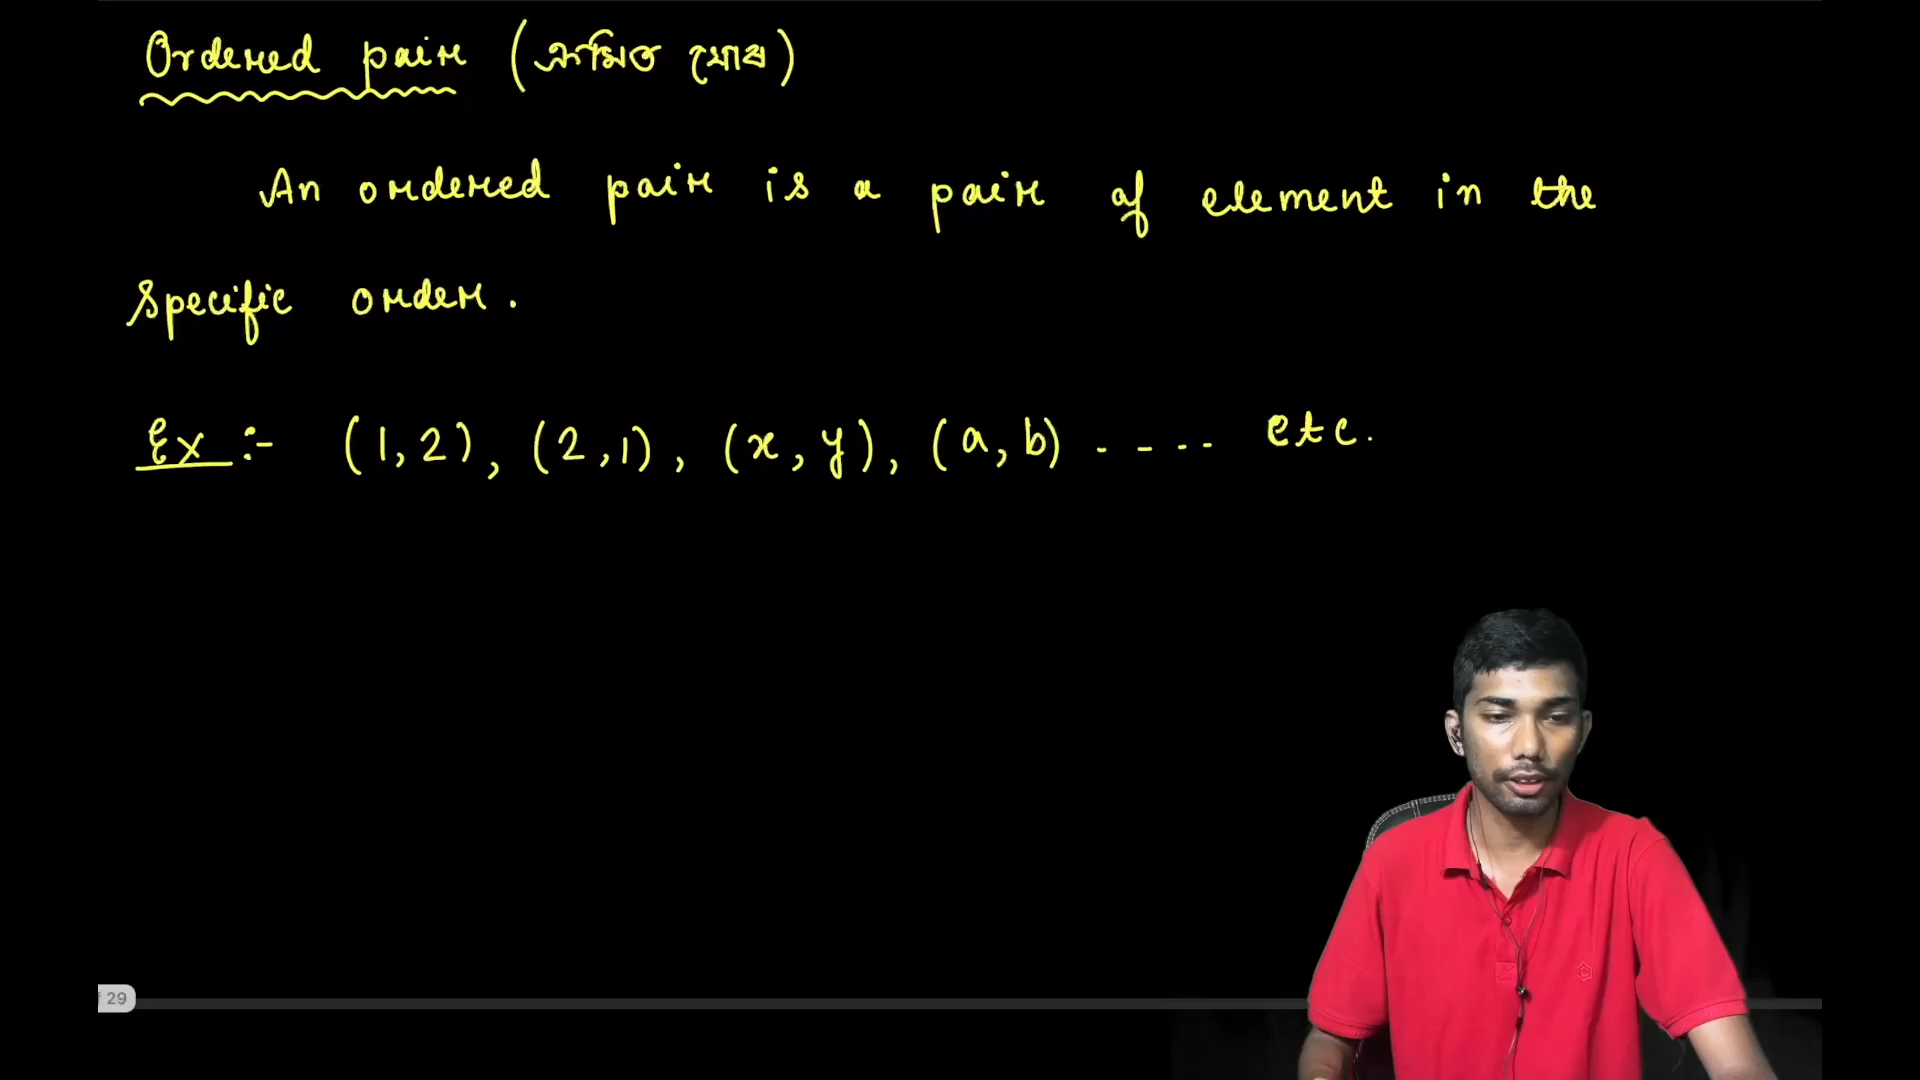 Ordered pair (ক্রমিত যোৰ)
An ordered pair is a pair of element in the
specific order.
Ex :- (1, 2), (2, 1), (x, y), (a, b) ---- etc.
29